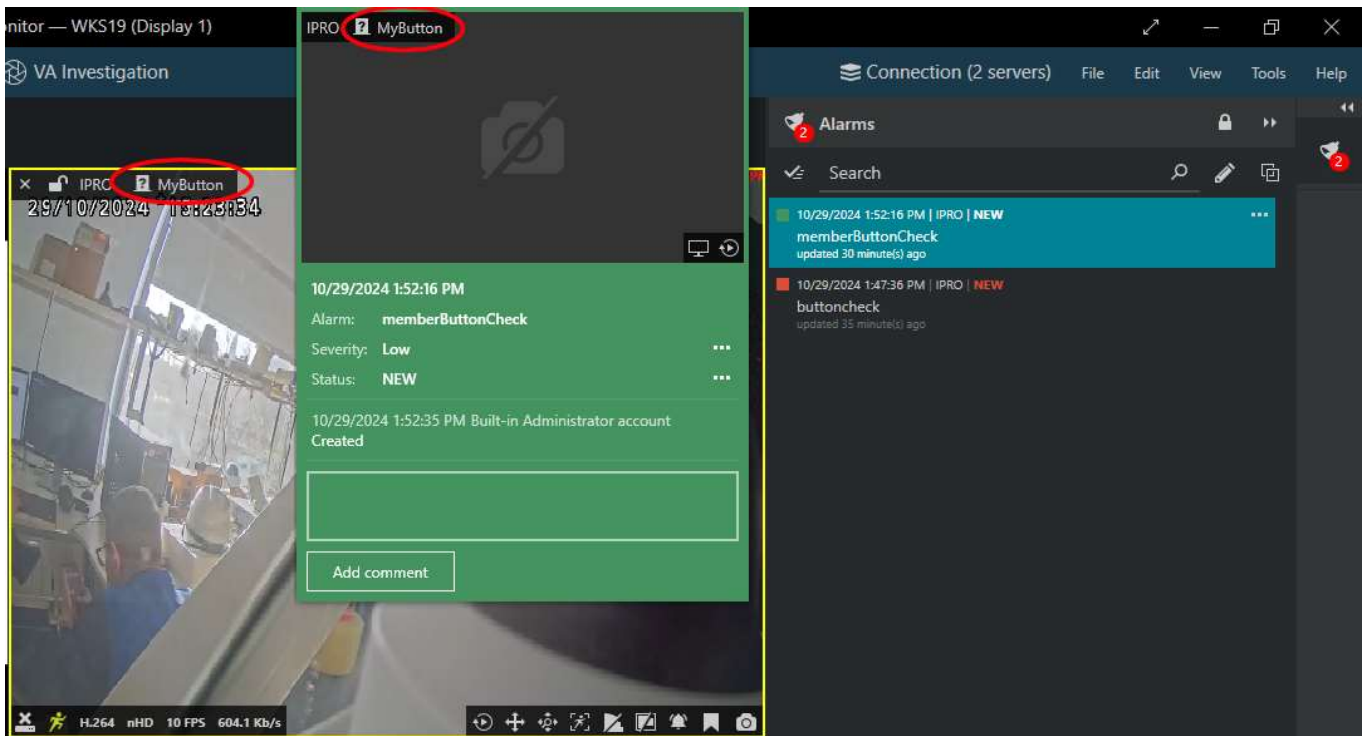 nitor — WKS19 (Display 1)
VA Investigation
Connection (2 servers) File Edit View Tools Help
IPRO MyButton
× IPRO MyButton
29/10/2024
10/29/2024 1:52:16 PM
Alarm: memberButtonCheck
Severity: Low
Status: NEW
10/29/2024 1:52:35 PM Built-in Administrator account
Created
Add comment
H.264 nHD 10 FPS 604.1 Kb/s
2 Alarms
2
Search
10/29/2024 1:52:16 PM | IPRO | NEW
memberButtonCheck
updated 30 minute(s) ago
10/29/2024 1:47:36 PM | IPRO | NEW
buttoncheck
updated 35 minute(s) ago